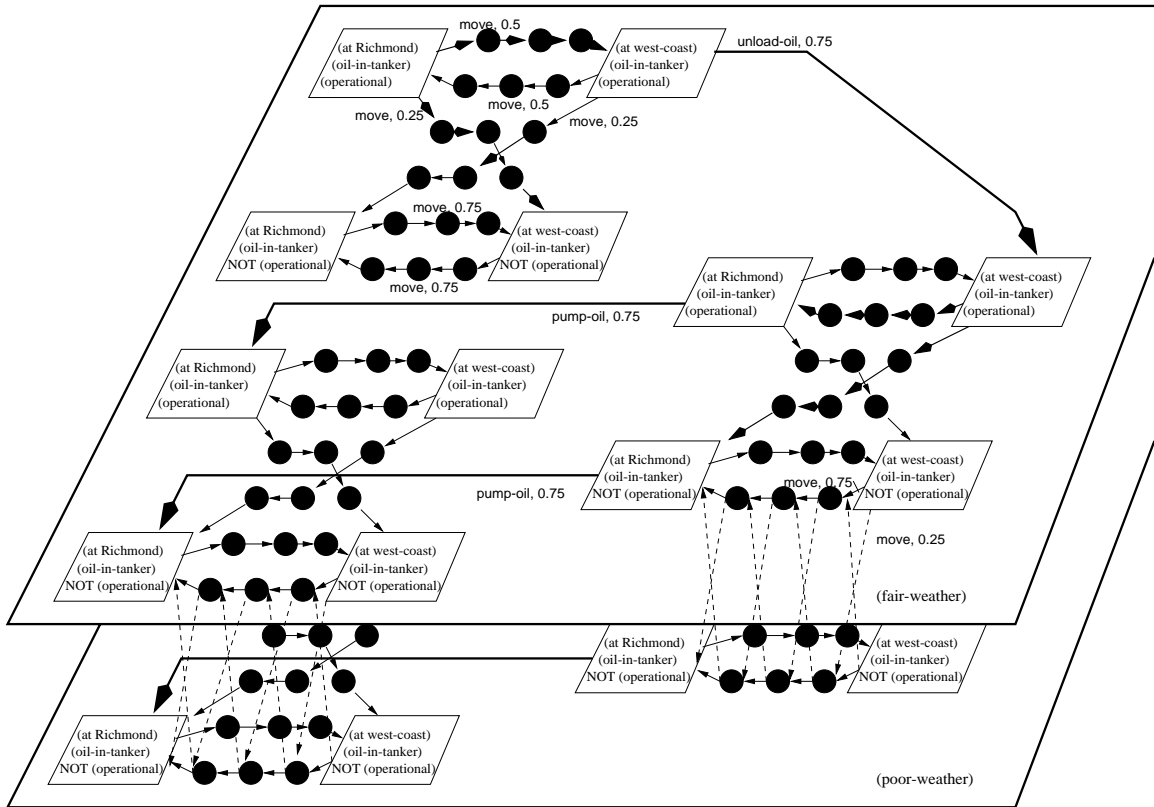 move, 0.5
(at Richmond)
(oil-in-tanker)
(operational)
(at west-coast)
(oil-in-tanker)
(operational)
unload-oil, 0.75
move, 0.5
move, 0.25
move, 0.25
(at Richmond)
(oil-in-tanker)
NOT (operational)
move, 0.75
(at west-coast)
(oil-in-tanker)
NOT (operational)
move, 0.75
(at Richmond)
(oil-in-tanker)
(operational)
(at west-coast)
(oil-in-tanker)
(operational)
pump-oil, 0.75
(at Richmond)
(oil-in-tanker)
(operational)
(at west-coast)
(oil-in-tanker)
(operational)
(at Richmond)
(oil-in-tanker)
NOT (operational)
move, 0.75
(at west-coast)
(oil-in-tanker)
NOT (operational)
pump-oil, 0.75
move, 0.25
(at Richmond)
(oil-in-tanker)
NOT (operational)
(at west-coast)
(oil-in-tanker)
NOT (operational)
(fair-weather)
(at Richmond)
(oil-in-tanker)
NOT (operational)
(at west-coast)
(oil-in-tanker)
NOT (operational)
(at Richmond)
(oil-in-tanker)
NOT (operational)
(at west-coast)
(oil-in-tanker)
NOT (operational)
(poor-weather)